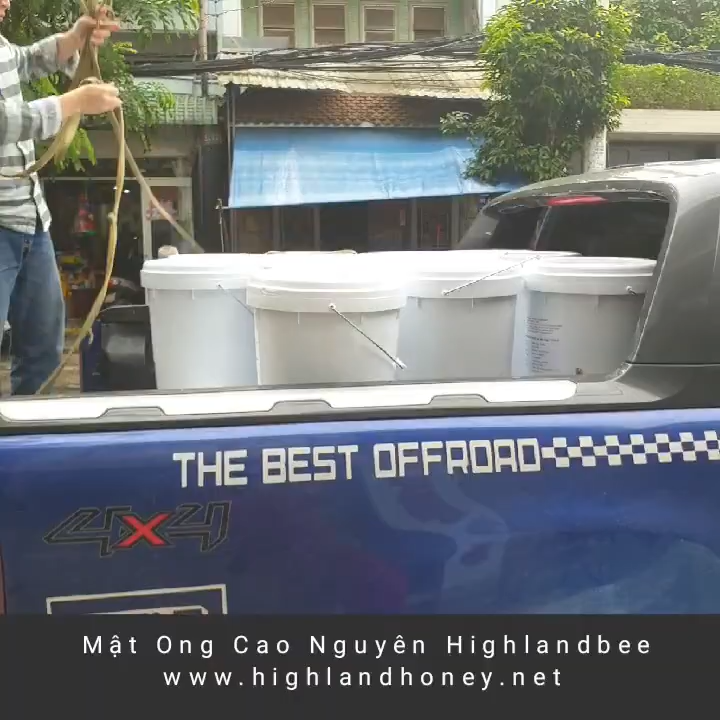 THE BEST OFFROAD
4x4
Mật Ong Cao Nguyên Highlandbee
www.highlandhoney.net